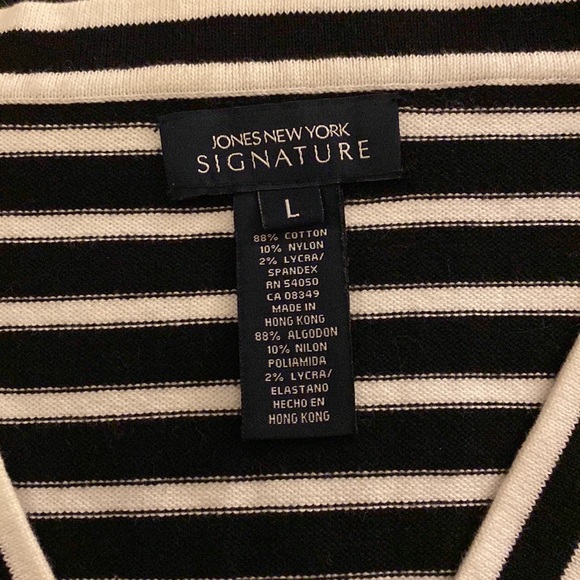 JONES NEW YORK
SIGNATURE
L
88% COTTON
10% NYLON
2% LYCRA/
SPANDEX
RN 54050
CA 08349
MADE IN
HONG KONG
88% ALGODON
10% NILON
POLIAMIDA
2% LYCRA/
ELASTANO
HECHO EN
HONG KONG